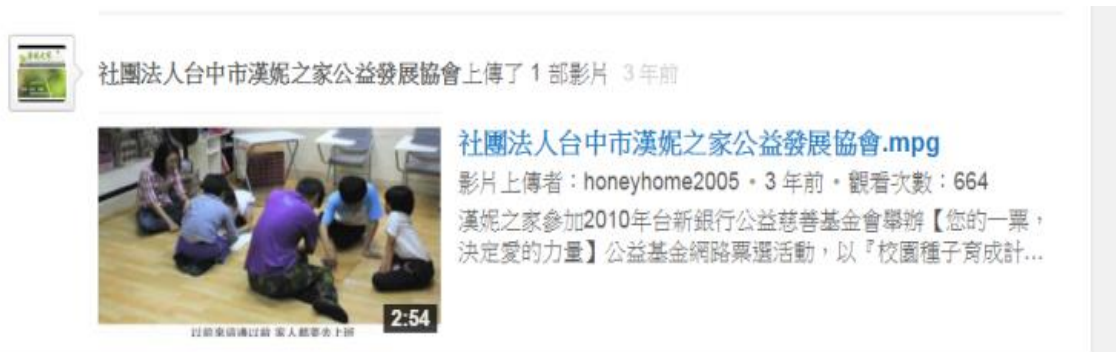 社團法人台中市漢妮之家公益發展協會上傳了 1 部影片 3 年前
社團法人台中市漢妮之家公益發展協會.mpg
影片上傳者：honeyhome2005 • 3 年前 • 觀看次數：664
漢妮之家參加2010年台新銀行公益慈善基金會舉辦【您的一票，
決定愛的力量】公益基金網路票選活動，以『校園種子育成計...
2:54